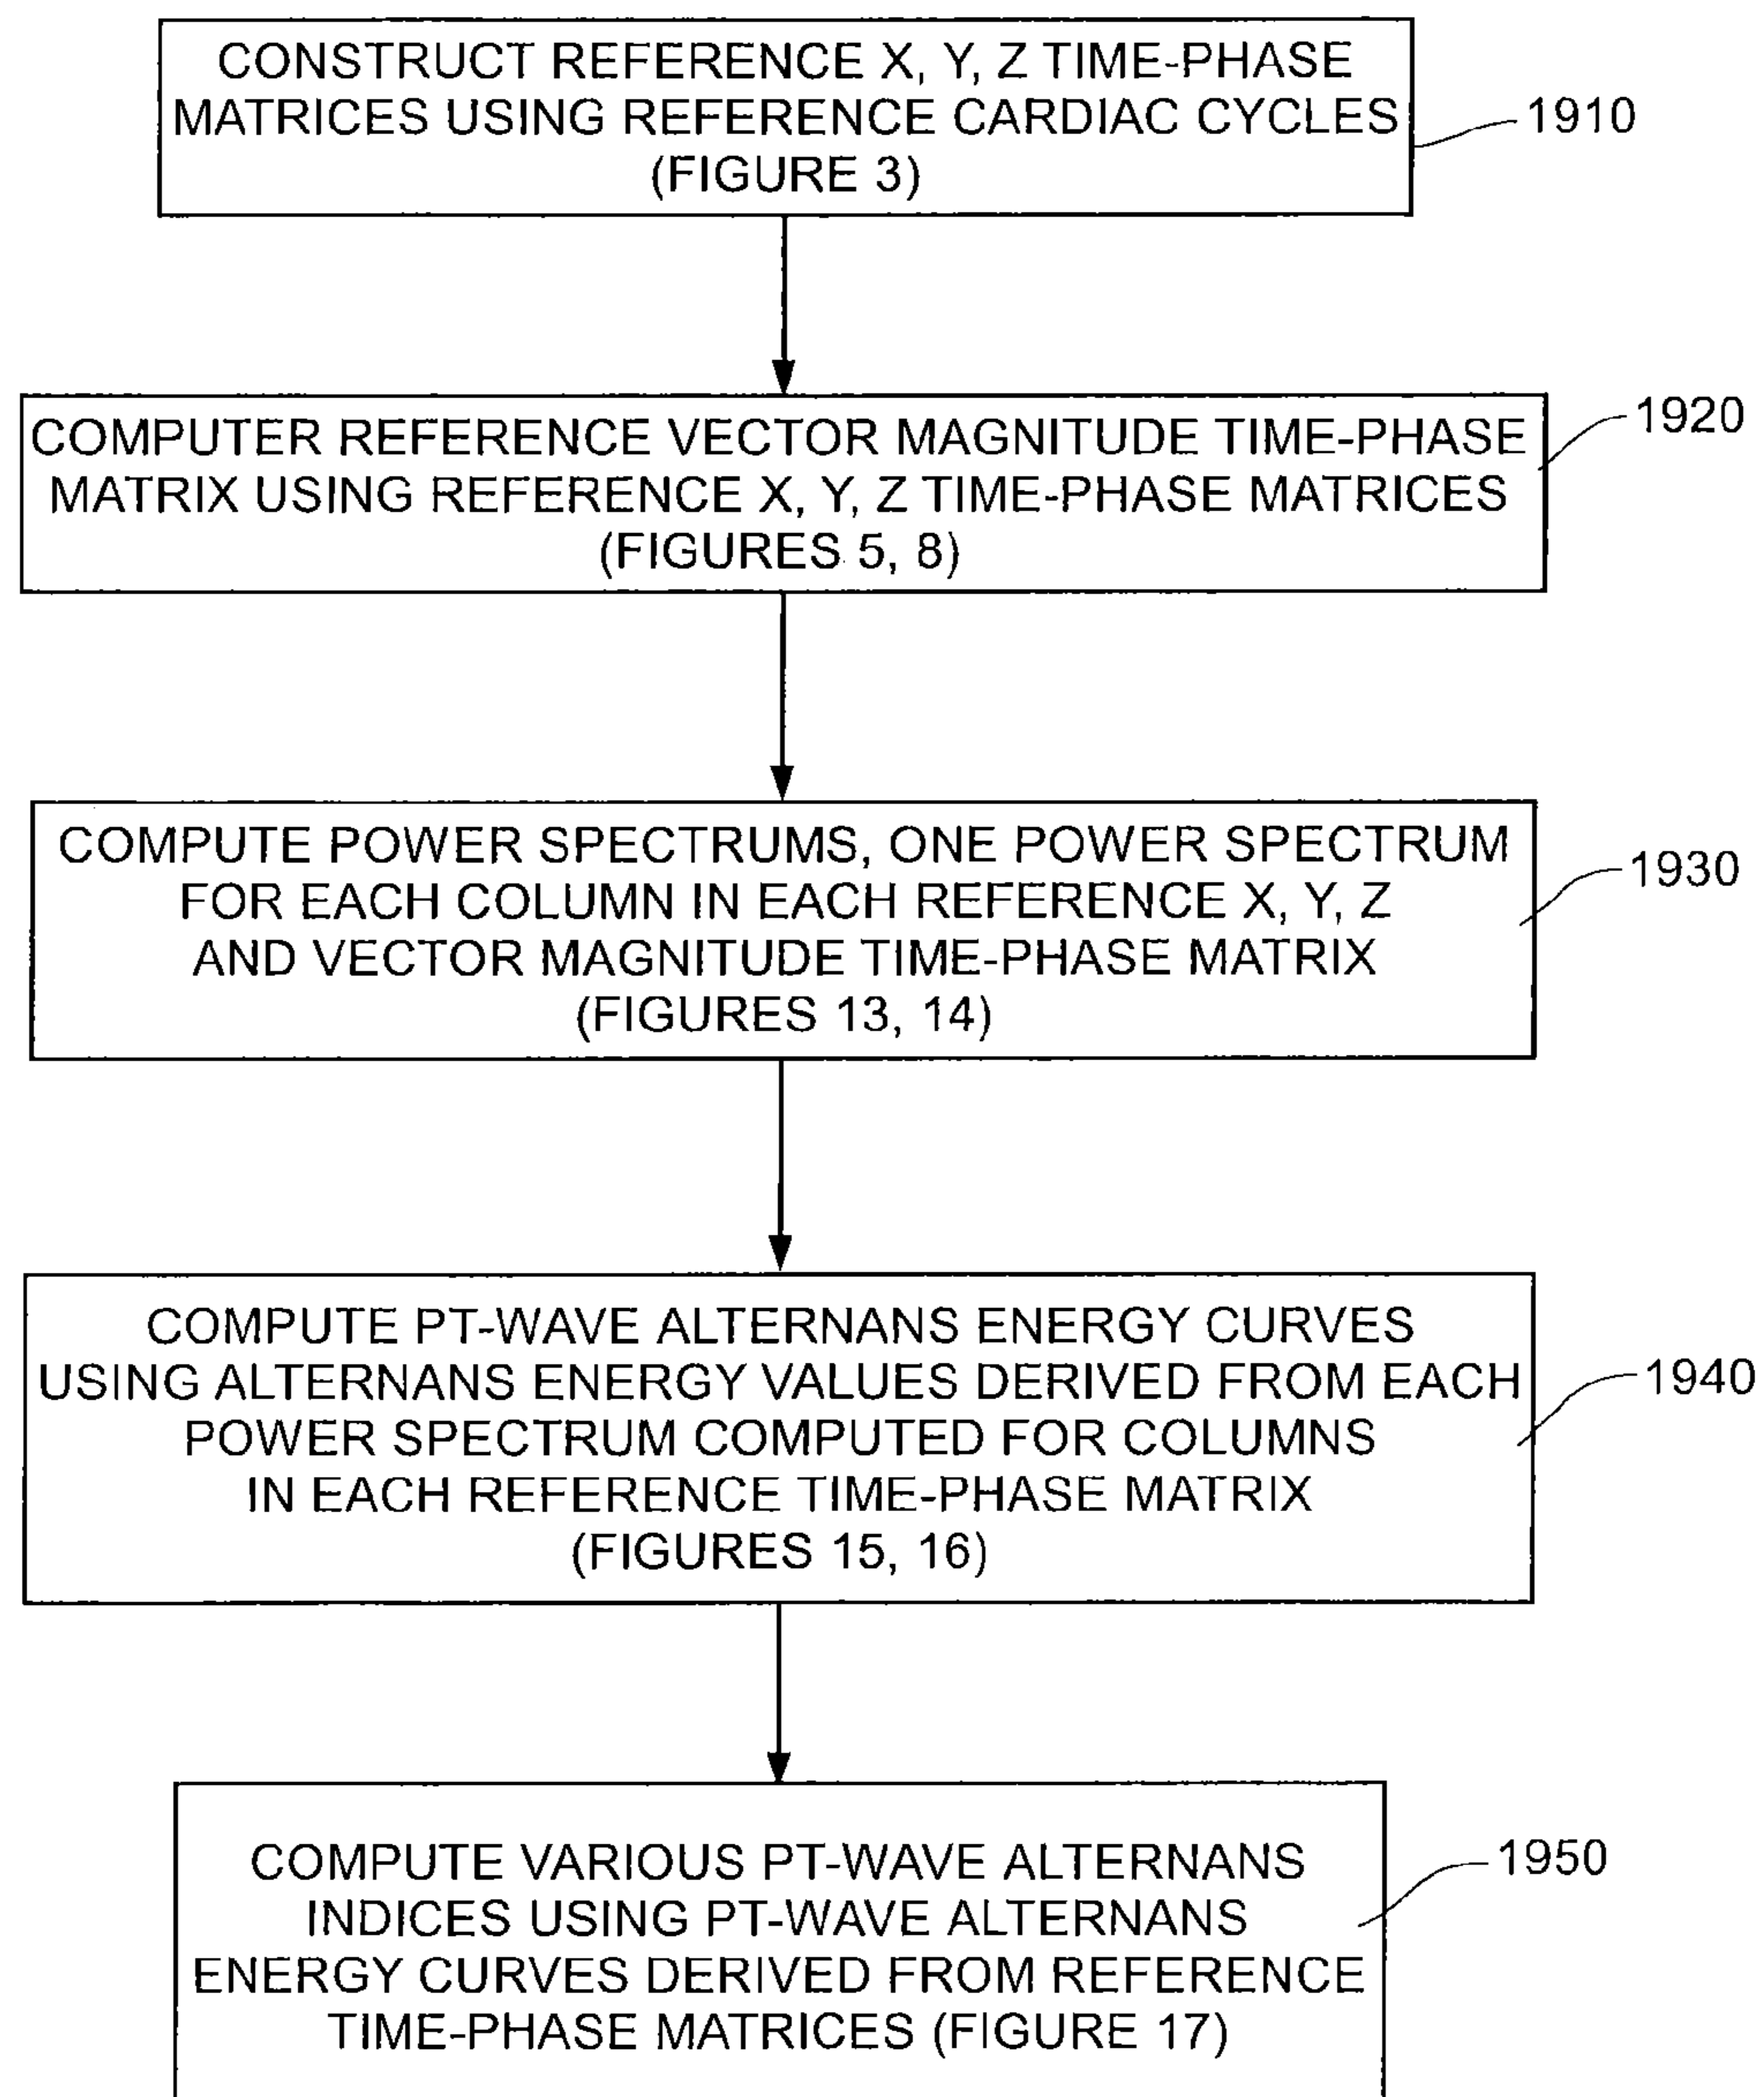 CONSTRUCT REFERENCE X, Y, Z TIME-PHASE
MATRICES USING REFERENCE CARDIAC CYCLES
(FIGURE 3)
1910
COMPUTER REFERENCE VECTOR MAGNITUDE TIME-PHASE
MATRIX USING REFERENCE X, Y, Z TIME-PHASE MATRICES
(FIGURES 5, 8)
1920
COMPUTE POWER SPECTRUMS, ONE POWER SPECTRUM
FOR EACH COLUMN IN EACH REFERENCE X, Y, Z
AND VECTOR MAGNITUDE TIME-PHASE MATRIX
(FIGURES 13, 14)
1930
COMPUTE PT-WAVE ALTERNANS ENERGY CURVES
USING ALTERNANS ENERGY VALUES DERIVED FROM EACH
POWER SPECTRUM COMPUTED FOR COLUMNS
IN EACH REFERENCE TIME-PHASE MATRIX
(FIGURES 15, 16)
1940
COMPUTE VARIOUS PT-WAVE ALTERNANS
INDICES USING PT-WAVE ALTERNANS
ENERGY CURVES DERIVED FROM REFERENCE
TIME-PHASE MATRICES (FIGURE 17)
1950